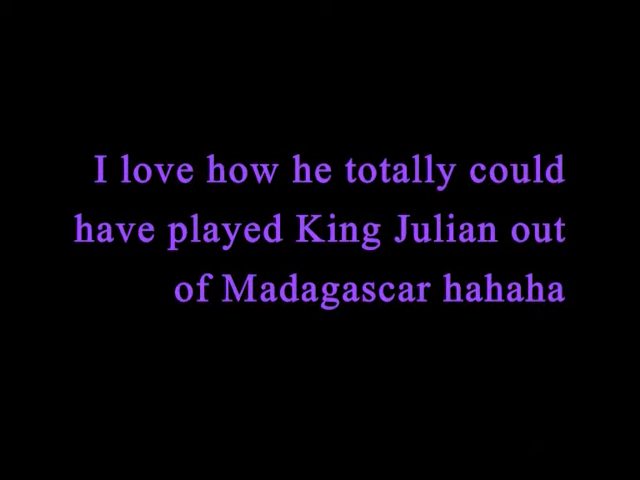 I love how he totally could
have played King Julian out
of Madagascar hahaha